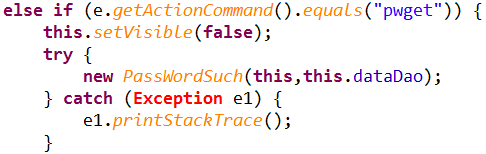 else if (e.getActionCommand().equals("pwget")) {
this.setVisible(false);
try {
new PassWordSuch(this,this.dataDao);
} catch (Exception e1) {
e1.printStackTrace();
}